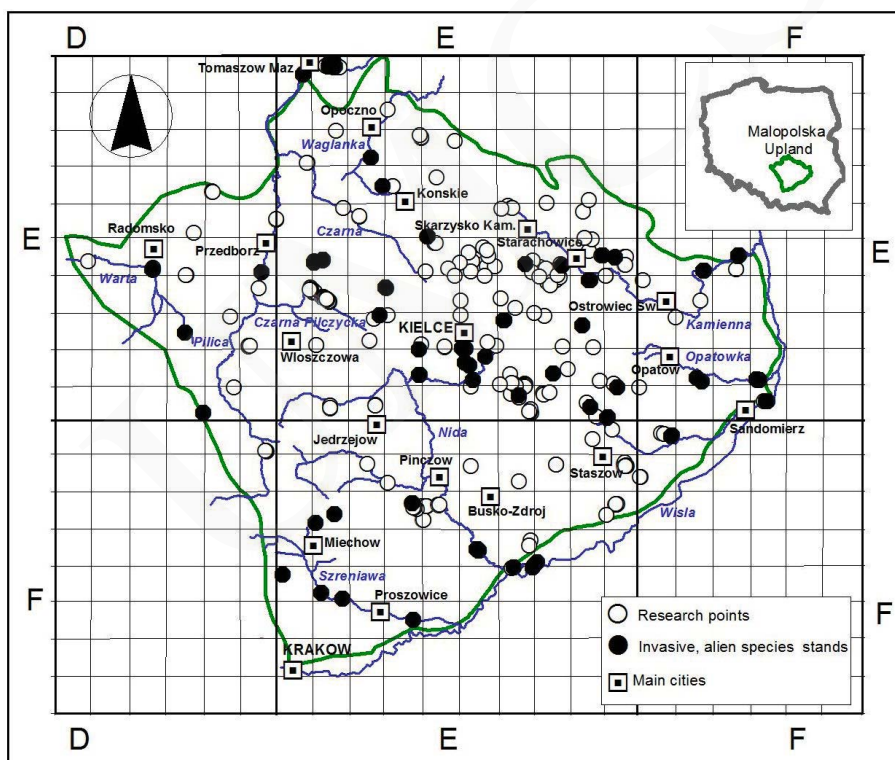 D E F
Tomaszow Maz.
Opoczno
Malopolska
Upland
Waglanka
Konskie
E
Radomsko
Skarzysko Kam.
E
Przedborz
Czarna
Starachowice
Warta
Ostrowiec Sw.
Czarna Pilczycka
KIELCE
Kamienna
Pilica
Wloszczowa
Opatow
Opatowka
Nida
Sandomierz
Jedrzejow
Pinczow
Staszow
Busko-Zdroj
Wisla
Miechow
Szreniawa
F
Proszowice
F
Research points
Invasive, alien species stands
KRAKOW
Main cities
D E F